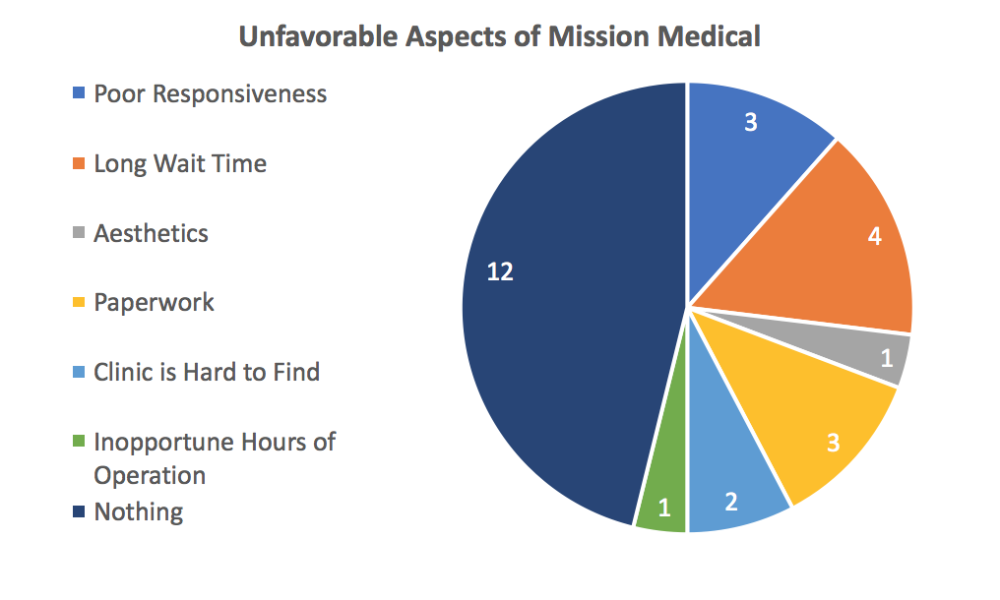 Unfavorable Aspects of Mission Medical
Poor Responsiveness
Long Wait Time
Aesthetics
Paperwork
Clinic is Hard to Find
Inopportune Hours of
Operation
Nothing
3
4
1
3
2
1
12